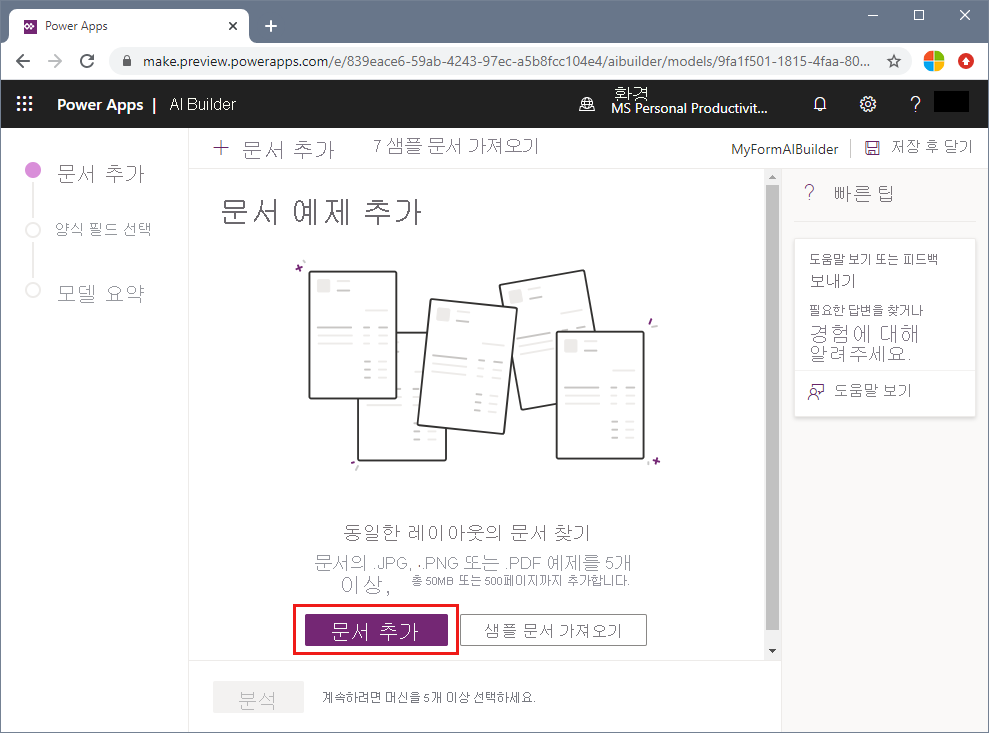 Power Apps
make.preview.powerapps.com/e/839eace6-59ab-4243-97ec-a5b8fcc104e4/aibuilder/models/9fa1f501-1815-4faa-80...
Power Apps | AI Builder
환경
MS Personal Productivit...
?
문서 추가
7 샘플 문서 가져오기
MyFormAIBuilder
저장 후 닫기
문서 추가
양식 필드 선택
모델 요약
문서 예제 추가
? 빠른 팁
도움말 보기 또는 피드백
보내기
필요한 답변을 찾거나
경험에 대해
알려주세요.
도움말 보기
동일한 레이아웃의 문서 찾기
문서의 .JPG, .PNG 또는 .PDF 예제를 5개
이상, 총 50MB 또는 500페이지까지 추가합니다.
문서 추가
샘플 문서 가져오기
분석
계속하려면 머신을 5개 이상 선택하세요.